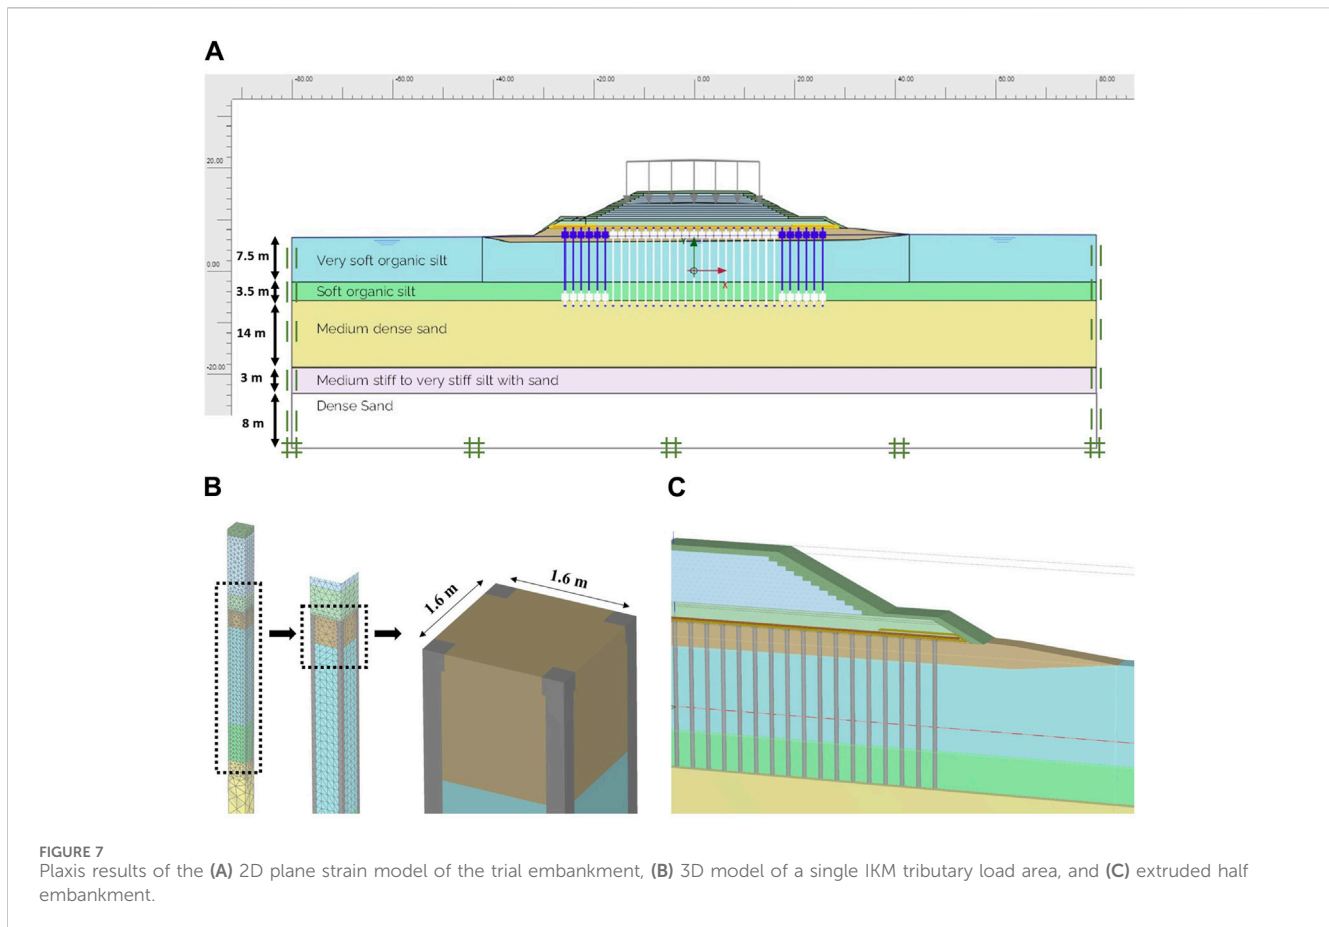 A
-80.00
-60.00
-40.00
-20.00
0.00
20.00
40.00
60.00
80.00
20.00
0.00
-20.00
7.5 m
3.5 m
14 m
3 m
8 m
Very soft organic silt
Soft organic silt
Medium dense sand
Medium stiff to very stiff silt with sand
Dense Sand
Y
X
B
C
1.6 m
1.6 m
FIGURE 7
Plaxis results of the (A) 2D plane strain model of the trial embankment, (B) 3D model of a single IKM tributary load area, and (C) extruded half
embankment.